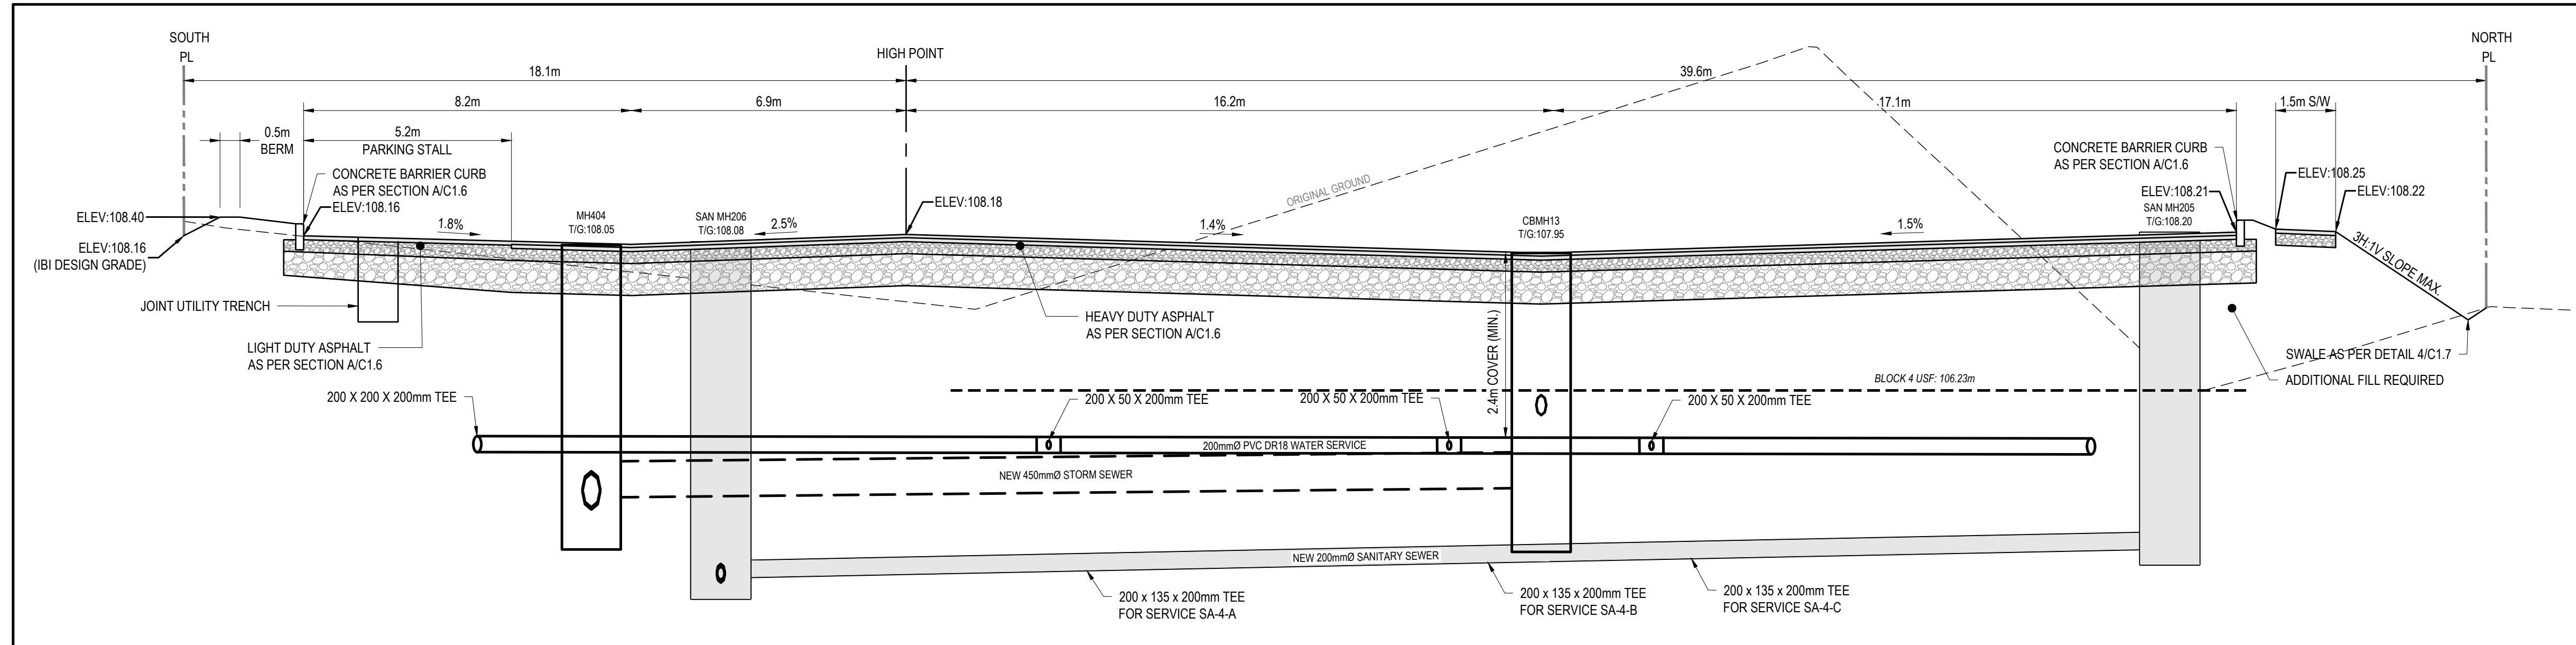 SOUTH
PL
HIGH POINT
NORTH
PL
18.1m
39.6m
8.2m
6.9m
16.2m
17.1m
1.5m S/W
0.5m
BERM
5.2m
PARKING STALL
CONCRETE BARRIER CURB
AS PER SECTION A/C1.6
ELEV:108.16
ELEV:108.40
ELEV:108.16
(IBI DESIGN GRADE)
1.8%
MH404
T/G:108.05
SAN MH206
T/G:108.08
2.5%
ELEV:108.18
1.4%
ORIGINAL GROUND
CBMH13
T/G:107.95
1.5%
CONCRETE BARRIER CURB
AS PER SECTION A/C1.6
ELEV:108.21
SAN MH205
T/G:108.20
ELEV:108.25
ELEV:108.22
3H:1V SLOPE MAX.
JOINT UTILITY TRENCH
LIGHT DUTY ASPHALT
AS PER SECTION A/C1.6
HEAVY DUTY ASPHALT
AS PER SECTION A/C1.6
2.4m COVER (MIN.)
SWALE AS PER DETAIL 4/C1.7
ADDITIONAL FILL REQUIRED
BLOCK 4 USF: 106.23m
200 X 200 X 200mm TEE
200 X 50 X 200mm TEE
200 X 50 X 200mm TEE
200 X 50 X 200mm TEE
200mmØ PVC DR18 WATER SERVICE
NEW 450mmØ STORM SEWER
NEW 200mmØ SANITARY SEWER
200 x 135 x 200mm TEE
FOR SERVICE SA-4-A
200 x 135 x 200mm TEE
FOR SERVICE SA-4-B
200 x 135 x 200mm TEE
FOR SERVICE SA-4-C